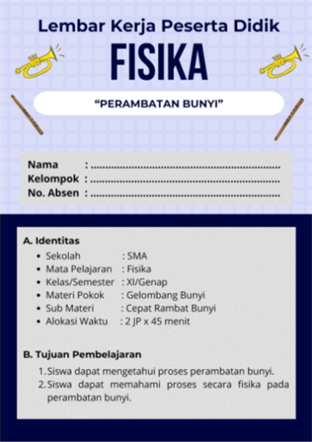 Lembar Kerja Peserta Didik
FISIKA
“PERAMBATAN BUNYI”
Nama : ............................................................
Kelompok : ............................................................
No. Absen : ............................................................
A. Identitas
• Sekolah : SMA
• Mata Pelajaran : Fisika
• Kelas/Semester : XI/Genap
• Materi Pokok : Gelombang Bunyi
• Sub Materi : Cepat Rambat Bunyi
• Alokasi Waktu : 2 JP x 45 menit
B. Tujuan Pembelajaran
1. Siswa dapat mengetahui proses perambatan bunyi.
2. Siswa dapat memahami proses secara fisika pada
perambatan bunyi.